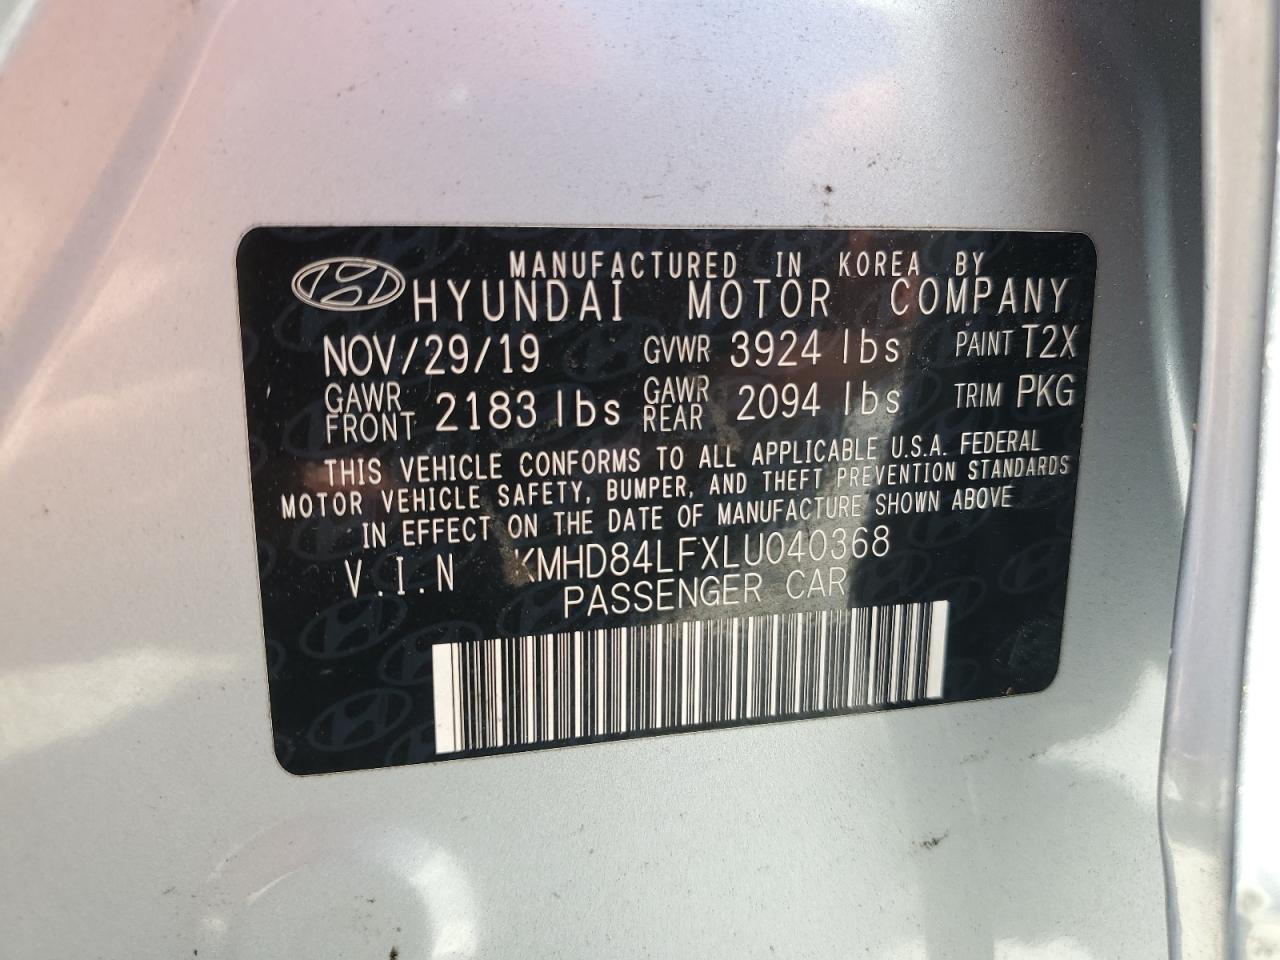 MANUFACTURED IN KOREA BY
HYUNDAI MOTOR COMPANY
NOV/29/19 GVWR 3924 lbs PAINT T2X
GAWR FRONT 2183 lbs GAWR REAR 2094 lbs TRIM PKG
THIS VEHICLE CONFORMS TO ALL APPLICABLE U.S.A. FEDERAL
MOTOR VEHICLE SAFETY, BUMPER, AND THEFT PREVENTION STANDARDS
IN EFFECT ON THE DATE OF MANUFACTURE SHOWN ABOVE
V.I.N KMHD84LFXLU040368
PASSENGER CAR